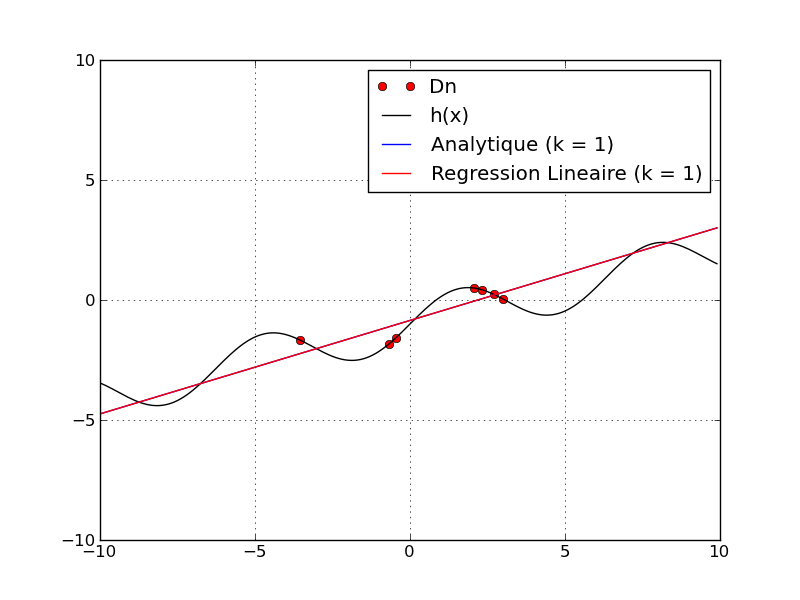 10
5
0
−5
−10
−10
−5
0
5
10
Dn
h(x)
Analytique (k = 1)
Regression Lineaire (k = 1)